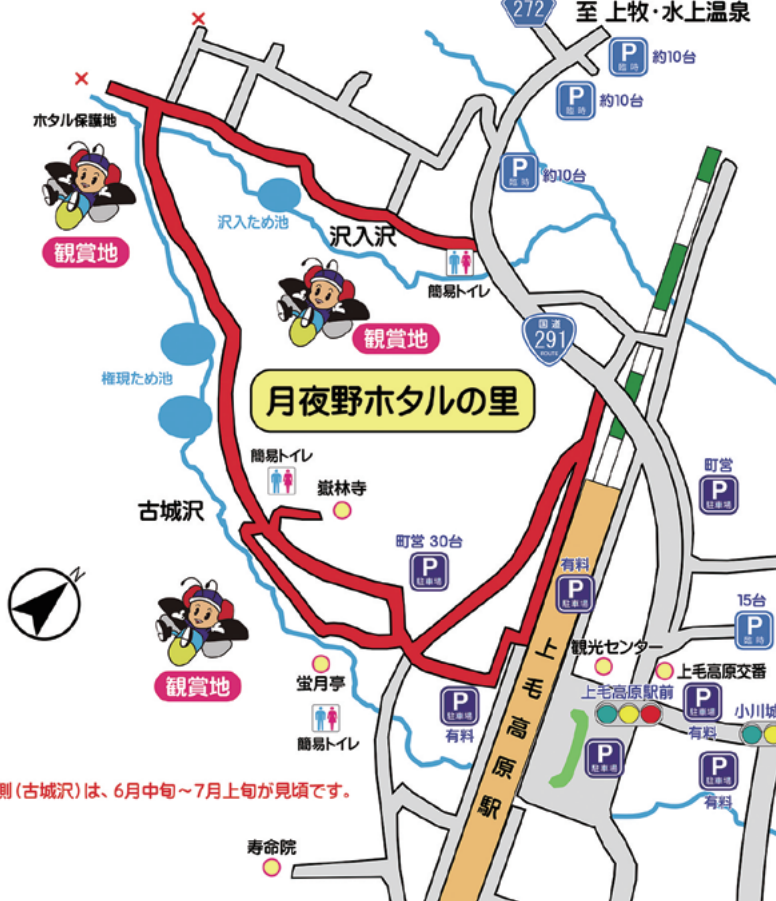 272
至 上牧・水上温泉
P
臨時
約10台
P
臨時
約10台
P
臨時
約10台
ホタル保護地
観賞地
沢入ため池
沢入沢
簡易トイレ
観賞地
国道
291
ROUTE
権現ため池
月夜野ホタルの里
簡易トイレ
嶽林寺
古城沢
町営
P
駐車場
町営 30台
P
駐車場
有料
P
駐車場
N
15台
P
臨時
観賞地
蛍月亭
簡易トイレ
P
駐車場
有料
上毛高原駅
観光センター
上毛高原交番
上毛高原駅前
P
駐車場
有料
小川城
P
駐車場
P
駐車場
有料
側(古城沢)は、6月中旬~7月上旬が見頃です。
寿命院